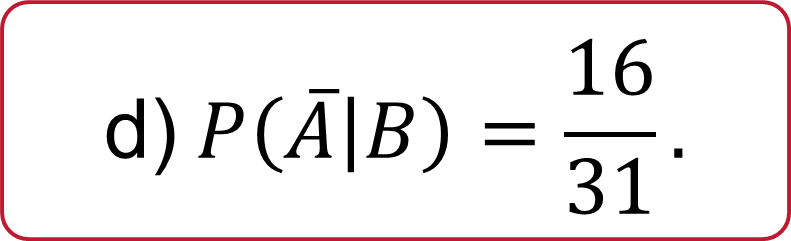 d) P(Ā|B) = 16/31.